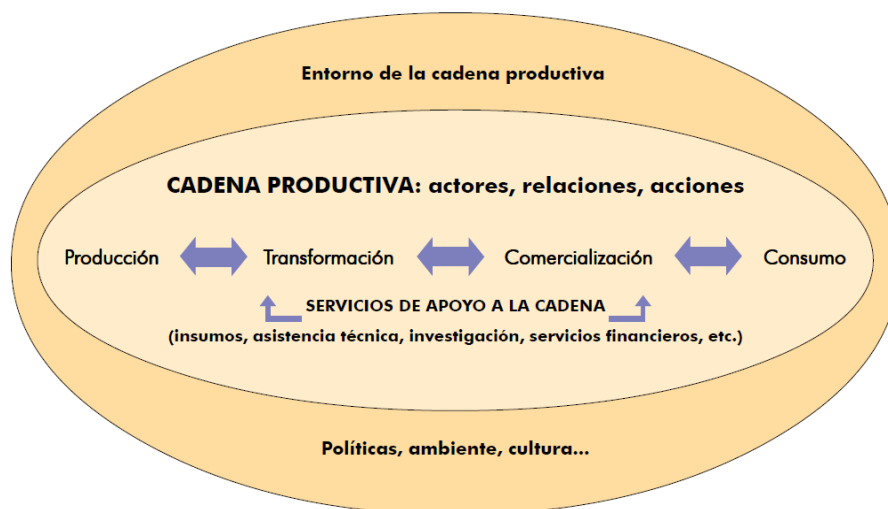 Entorno de la cadena productiva
CADENA PRODUCTIVA: actores, relaciones, acciones
Producción Transformación Comercialización Consumo
SERVICIOS DE APOYO A LA CADENA
(insumos, asistencia técnica, investigación, servicios financieros, etc.)
Políticas, ambiente, cultura...